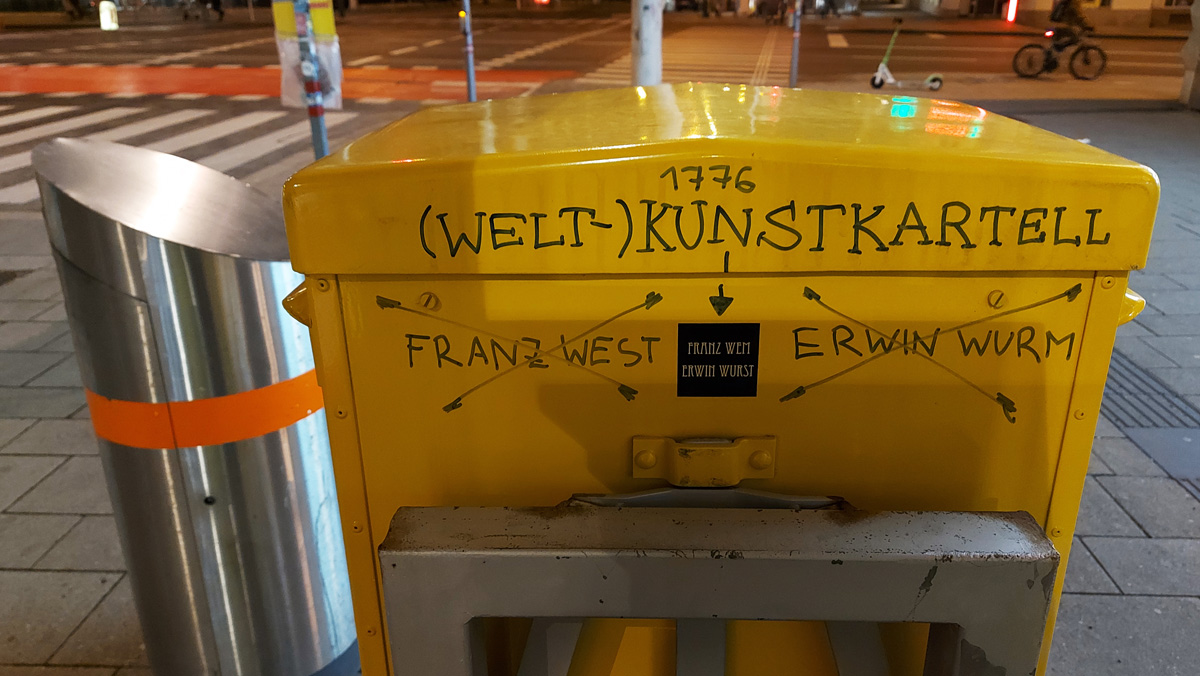 1776
(WELT-)KUNSTKARTELL
FRANZ WEST
FRANZ WEM
ERWIN WURST
ERWIN WURM